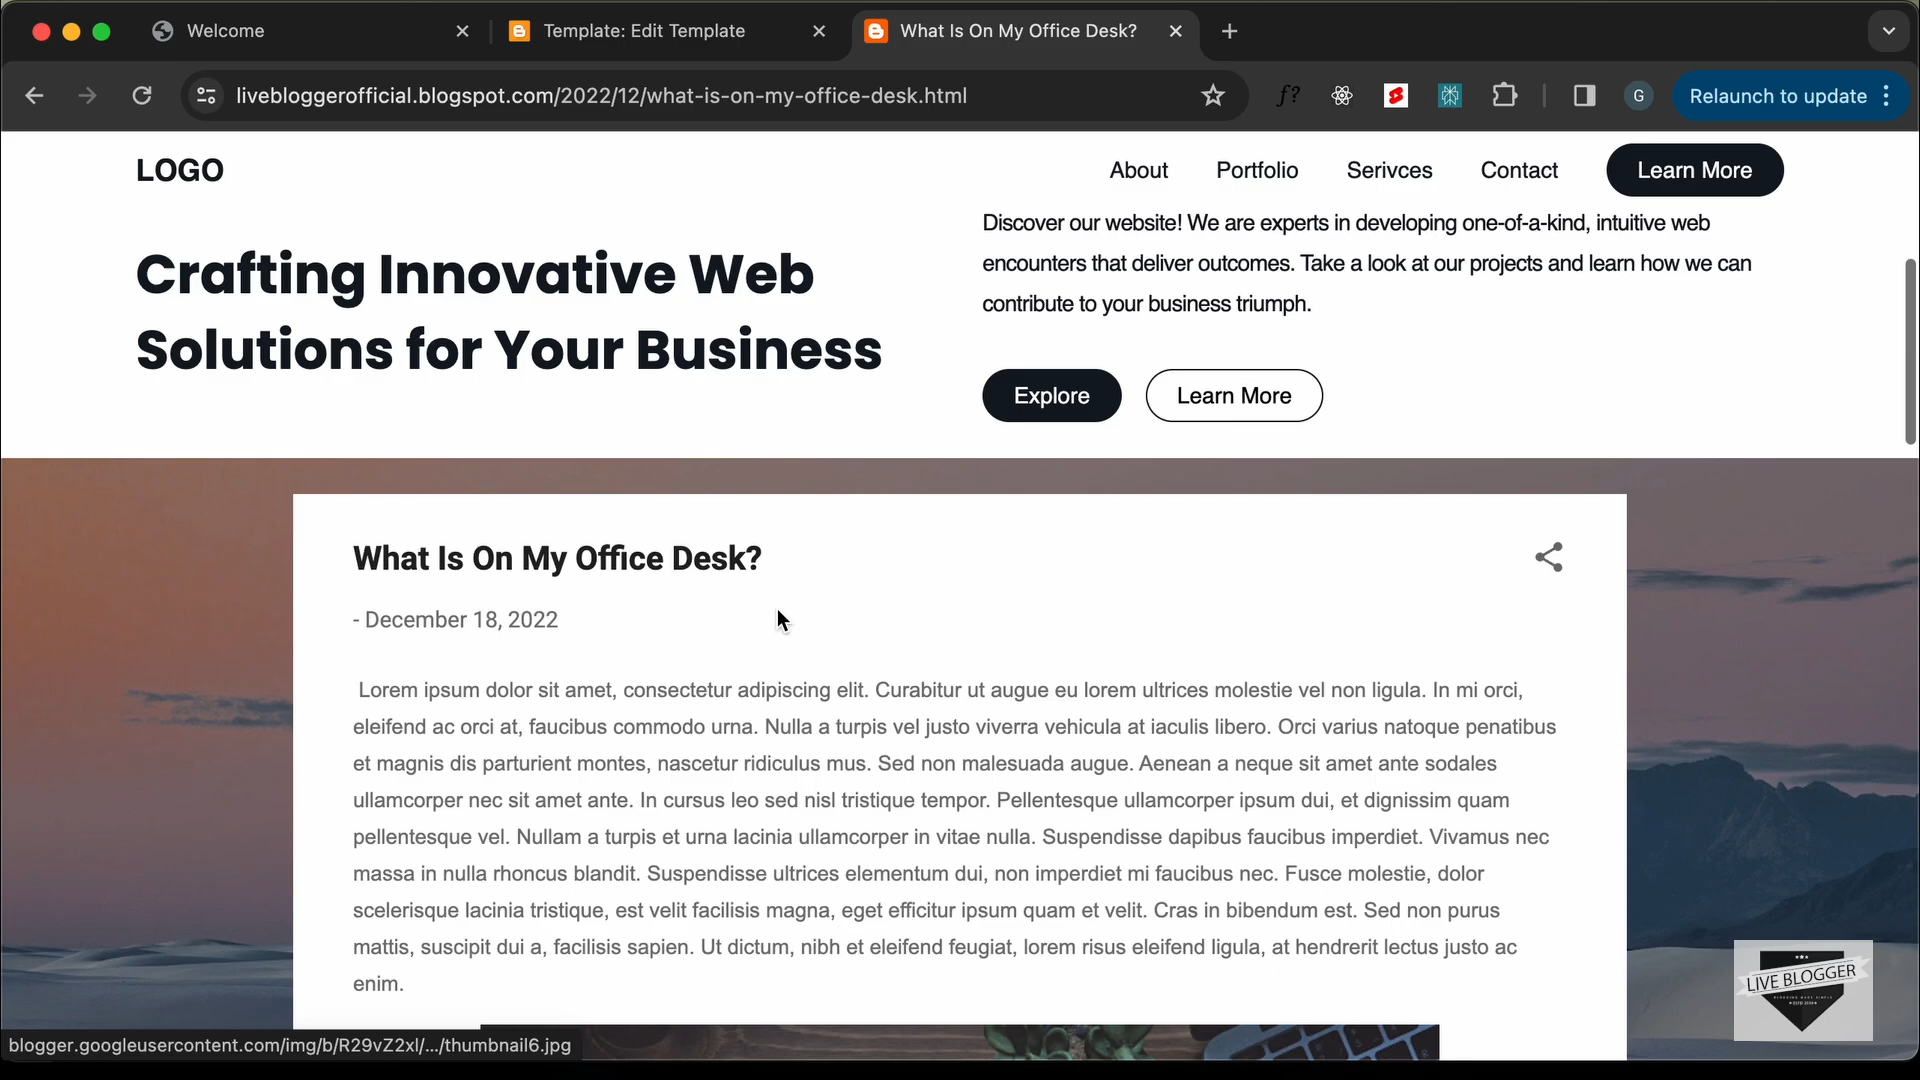 Welcome
Template: Edit Template
What Is On My Office Desk?
livebloggerofficial.blogspot.com/2022/12/what-is-on-my-office-desk.html
f?
G
Relaunch to update
LOGO
About
Portfolio
Serivces
Contact
Learn More
Crafting Innovative Web
Solutions for Your Business
Discover our website! We are experts in developing one-of-a-kind, intuitive web
encounters that deliver outcomes. Take a look at our projects and learn how we can
contribute to your business triumph.
Explore
Learn More
What Is On My Office Desk?
- December 18, 2022
Lorem ipsum dolor sit amet, consectetur adipiscing elit. Curabitur ut augue eu lorem ultrices molestie vel non ligula. In mi orci,
eleifend ac orci at, faucibus commodo urna. Nulla a turpis vel justo viverra vehicula at iaculis libero. Orci varius natoque penatibus
et magnis dis parturient montes, nascetur ridiculus mus. Sed non malesuada augue. Aenean a neque sit amet ante sodales
ullamcorper nec sit amet ante. In cursus leo sed nisl tristique tempor. Pellentesque ullamcorper ipsum dui, et dignissim quam
pellentesque vel. Nullam a turpis et urna lacinia ullamcorper in vitae nulla. Suspendisse dapibus faucibus imperdiet. Vivamus nec
massa in nulla rhoncus blandit. Suspendisse ultrices elementum dui, non imperdiet mi faucibus nec. Fusce molestie, dolor
scelerisque lacinia tristique, est velit facilisis magna, eget efficitur ipsum quam et velit. Cras in bibendum est. Sed non purus
mattis, suscipit dui a, facilisis sapien. Ut dictum, nibh et eleifend feugiat, lorem risus eleifend ligula, at hendrerit lectus justo ac
enim.
LIVE BLOGGER
blogger.googleusercontent.com/img/b/R29vZ2xl/.../thumbnail6.jpg